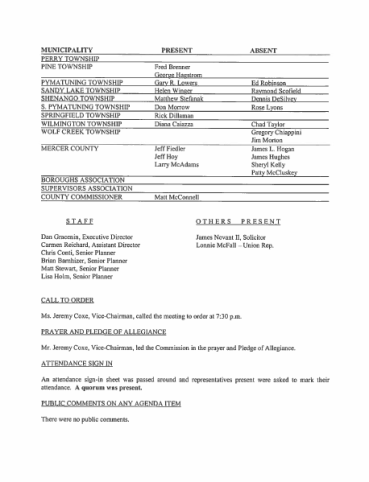 MUNICIPALITY PRESENT ABSENT
PERRY TOWNSHIP
PINE TOWNSHIP Fred Brenner
George Hagstrom
PYMATUNING TOWNSHIP Gary R. Lowers Ed Robinson
SANDY LAKE TOWNSHIP Helen Winger Raymond Scofield
SHENANGO TOWNSHIP Matthew Stefanak Dennis DeSilvey
S. PYMATUNING TOWNSHIP Don Morrow Rose Lyons
SPRINGFIELD TOWNSHIP Rick Dillaman
WILMINGTON TOWNSHIP Diana Caiazza Chad Taylor
WOLF CREEK TOWNSHIP Gregory Chiappini
Jim Morton
MERCER COUNTY Jeff Fiedler James L. Hogan
Jeff Hoy James Hughes
Larry McAdams Sheryl Kelly
Patty McCluskey
BOROUGHS ASSOCIATION
SUPERVISORS ASSOCIATION
COUNTY COMMISSIONER Matt McConnell
STAFF OTHERS PRESENT
Dan Gracenin, Executive Director James Nevant II, Solicitor
Carmen Reichard, Assistant Director Lonnie McFall – Union Rep.
Chris Conti, Senior Planner
Brian Barnhizer, Senior Planner
Matt Stewart, Senior Planner
Lisa Holm, Senior Planner
CALL TO ORDER
Ms. Jeremy Coxe, Vice-Chairman, called the meeting to order at 7:30 p.m.
PRAYER AND PLEDGE OF ALLEGIANCE
Mr. Jeremy Coxe, Vice-Chairman, led the Commission in the prayer and Pledge of Allegiance.
ATTENDANCE SIGN IN
An attendance sign-in sheet was passed around and representatives present were asked to mark their
attendance. A quorum was present.
PUBLIC COMMENTS ON ANY AGENDA ITEM
There were no public comments.